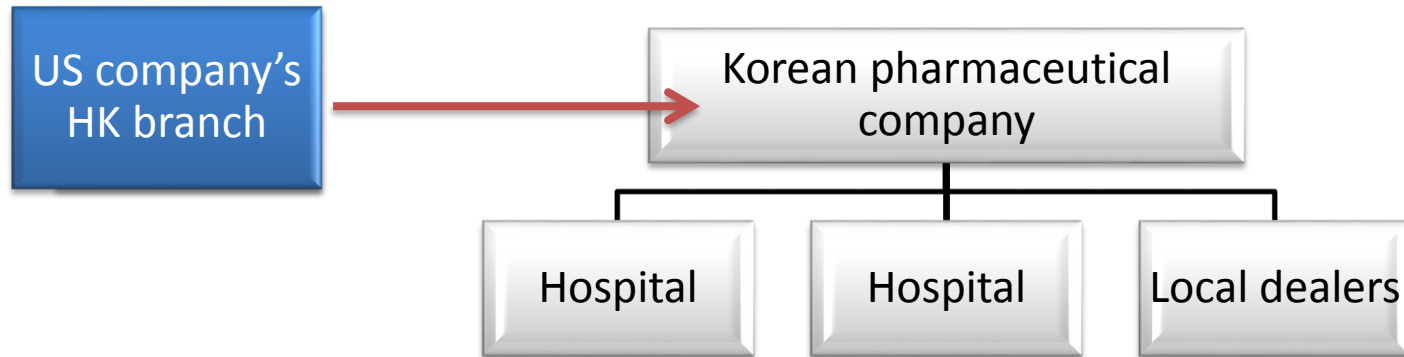 US company’s
HK branch
Korean pharmaceutical
company
Hospital
Hospital
Local dealers